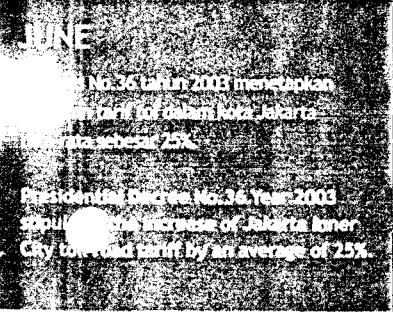 JUNE
No.36 tahun 2003 menetapkan
tarif tol dalam kota Jakarta
sebesar 25%.
Presidential Decree No.36 Year 2003
increase of Jakarta Inner
City toll road tariff by an average of 25%.